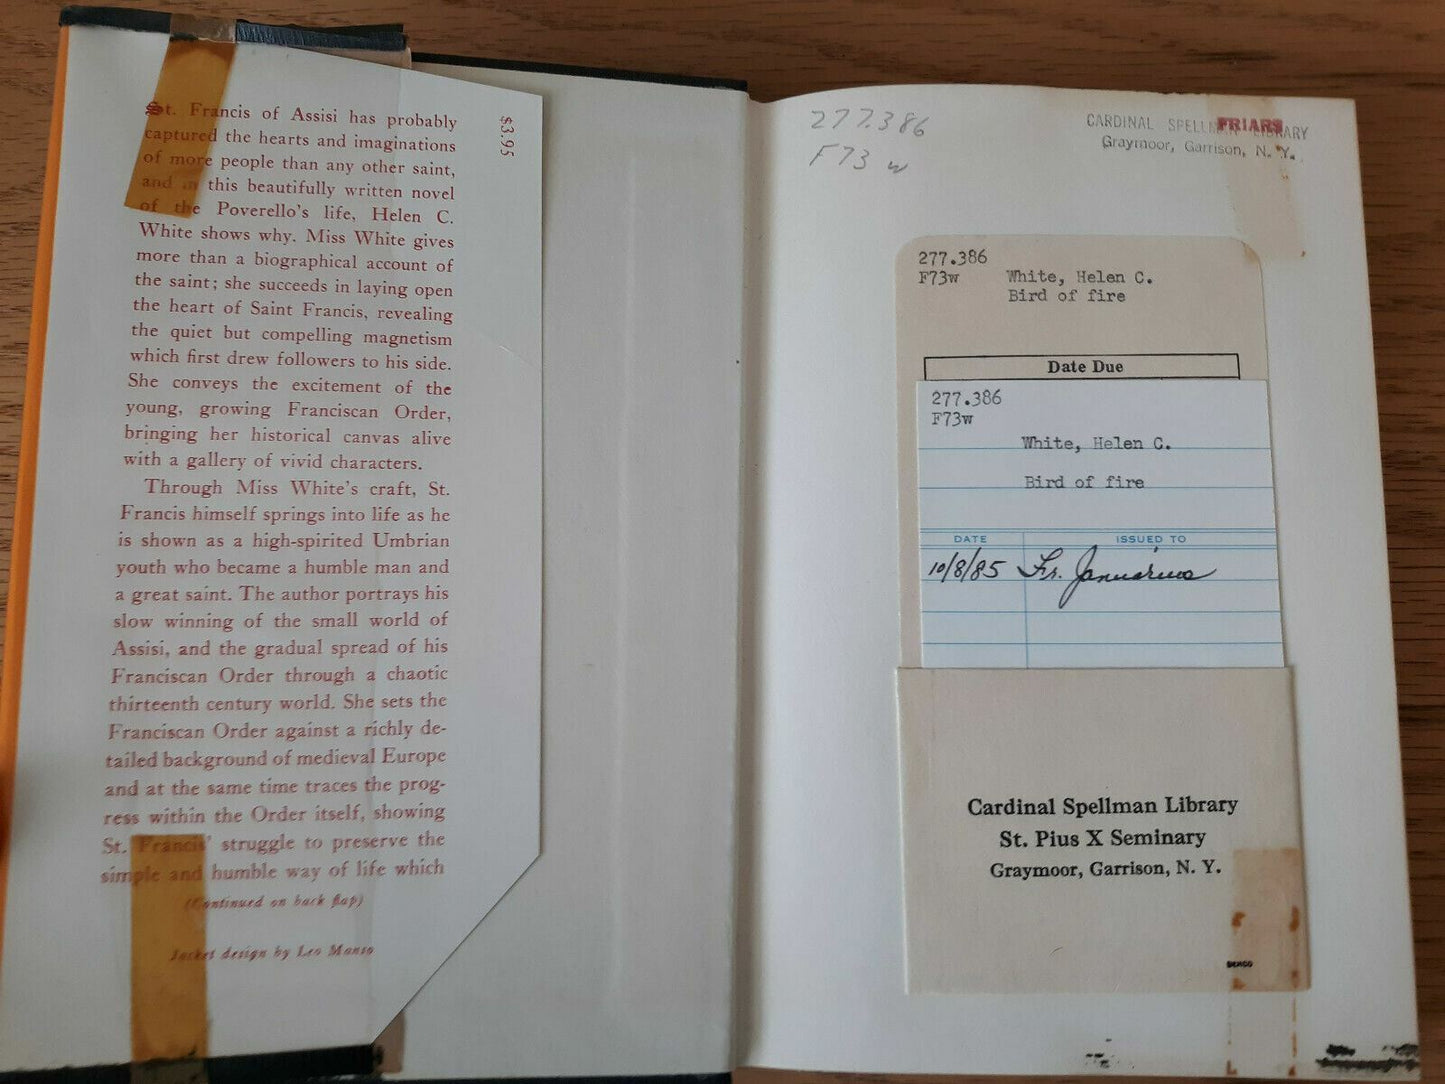 St. Francis of Assisi has probably
captured the hearts and imaginations
of more people than any other saint,
and in this beautifully written novel
of the Poverello's life, Helen C.
White shows why. Miss White gives
more than a biographical account of
the saint; she succeeds in laying open
the heart of Saint Francis, revealing
the quiet but compelling magnetism
which first drew followers to his side.
She conveys the excitement of the
young, growing Franciscan Order,
bringing her historical canvas alive
with a gallery of vivid characters.
Through Miss White's craft, St.
Francis himself springs into life as he
is shown as a high-spirited Umbrian
youth who became a humble man and
a great saint. The author portrays his
slow winning of the small world of
Assisi, and the gradual spread of his
Franciscan Order through a chaotic
thirteenth century world. She sets the
Franciscan Order against a richly de-
tailed background of medieval Europe
and at the same time traces the prog-
ress within the Order itself, showing
St. Francis' struggle to preserve the
simple and humble way of life which
(Continued on back flap)
Jacket design by Leo Manso
$3.95
277.386
F73 w
CARDINAL SPELLMAN LIBRARY
FRIARS
Graymoor, Garrison, N. Y.
277.386
F73w White, Helen C.
Bird of fire
Date Due
277.386
F73w
White, Helen C.
Bird of fire
DATE ISSUED TO
10/8/85 Fr. Januarius
Cardinal Spellman Library
St. Pius X Seminary
Graymoor, Garrison, N. Y.
DEMCO